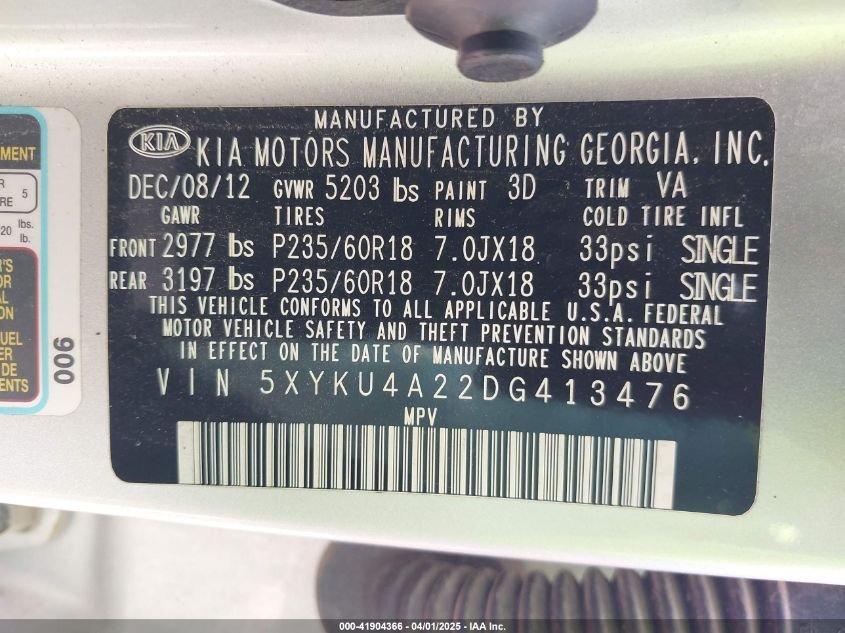 MANUFACTURED BY
KIA KIA MOTORS MANUFACTURING GEORGIA, INC.
DEC/08/12 GVWR 5203 lbs PAINT 3D TRIM VA
GAWR TIRES RIMS COLD TIRE INFL
FRONT 2977 lbs P235/60R18 7.0JX18 33psi SINGLE
REAR 3197 lbs P235/60R18 7.0JX18 33psi SINGLE
THIS VEHICLE CONFORMS TO ALL APPLICABLE U.S.A. FEDERAL
MOTOR VEHICLE SAFETY AND THEFT PREVENTION STANDARDS
IN EFFECT ON THE DATE OF MANUFACTURE SHOWN ABOVE
VIN 5XYKU4A22DG413476
MPV
5
lbs.
lb.
006
000-41904366 - 04/01/2025 - IAA Inc.